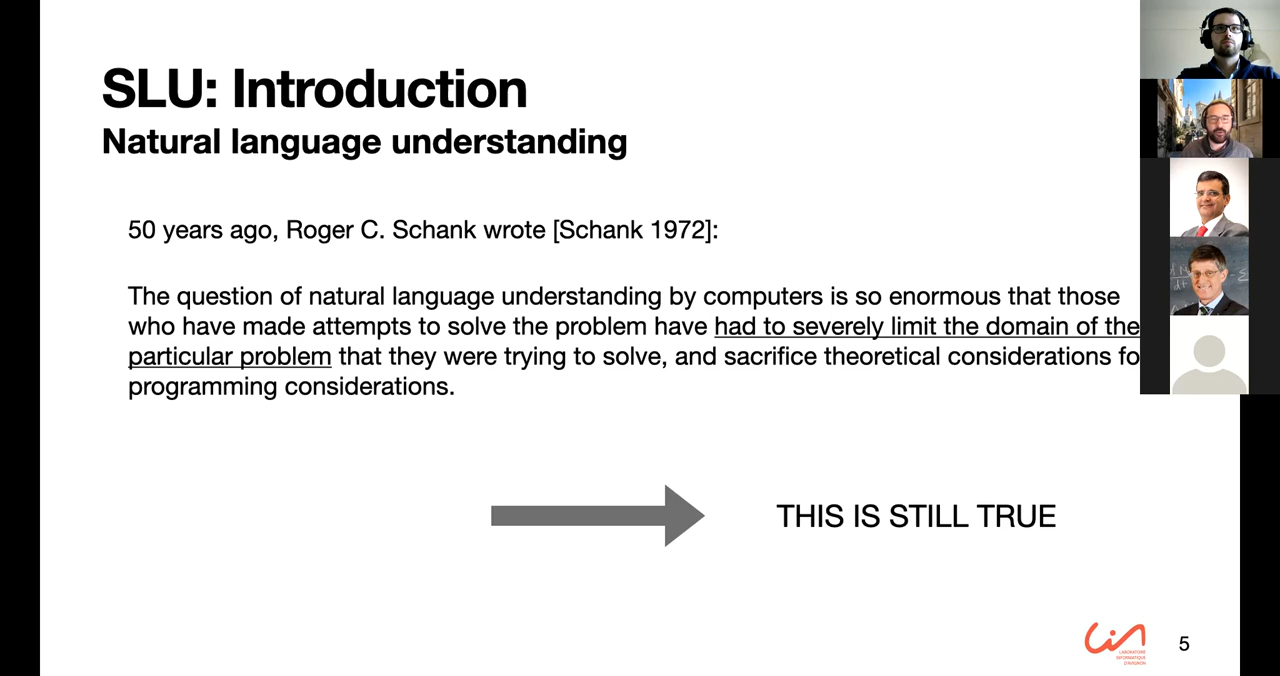 SLU: Introduction
Natural language understanding
50 years ago, Roger C. Schank wrote [Schank 1972]:
The question of natural language understanding by computers is so enormous that those
who have made attempts to solve the problem have had to severely limit the domain of the
particular problem that they were trying to solve, and sacrifice theoretical considerations fo
programming considerations.
THIS IS STILL TRUE
LABORATOIRE
INFORMATIQUE
D'AVIGNON
5